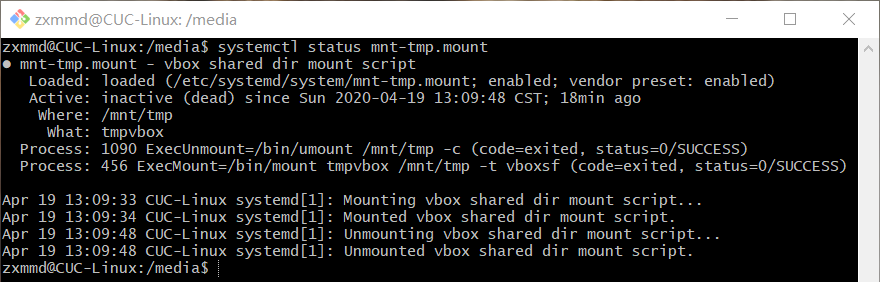 zxmmd@CUC-Linux: /media
zxmmd@CUC-Linux:/media$ systemctl status mnt-tmp.mount
● mnt-tmp.mount - vbox shared dir mount script
   Loaded: loaded (/etc/systemd/system/mnt-tmp.mount; enabled; vendor preset: enabled)
   Active: inactive (dead) since Sun 2020-04-19 13:09:48 CST; 18min ago
    Where: /mnt/tmp
     What: tmpvbox
  Process: 1090 ExecUnmount=/bin/umount /mnt/tmp -c (code=exited, status=0/SUCCESS)
  Process: 456 ExecMount=/bin/mount tmpvbox /mnt/tmp -t vboxsf (code=exited, status=0/SUCCESS)

Apr 19 13:09:33 CUC-Linux systemd[1]: Mounting vbox shared dir mount script...
Apr 19 13:09:34 CUC-Linux systemd[1]: Mounted vbox shared dir mount script.
Apr 19 13:09:48 CUC-Linux systemd[1]: Unmounting vbox shared dir mount script...
Apr 19 13:09:48 CUC-Linux systemd[1]: Unmounted vbox shared dir mount script.
zxmmd@CUC-Linux:/media$